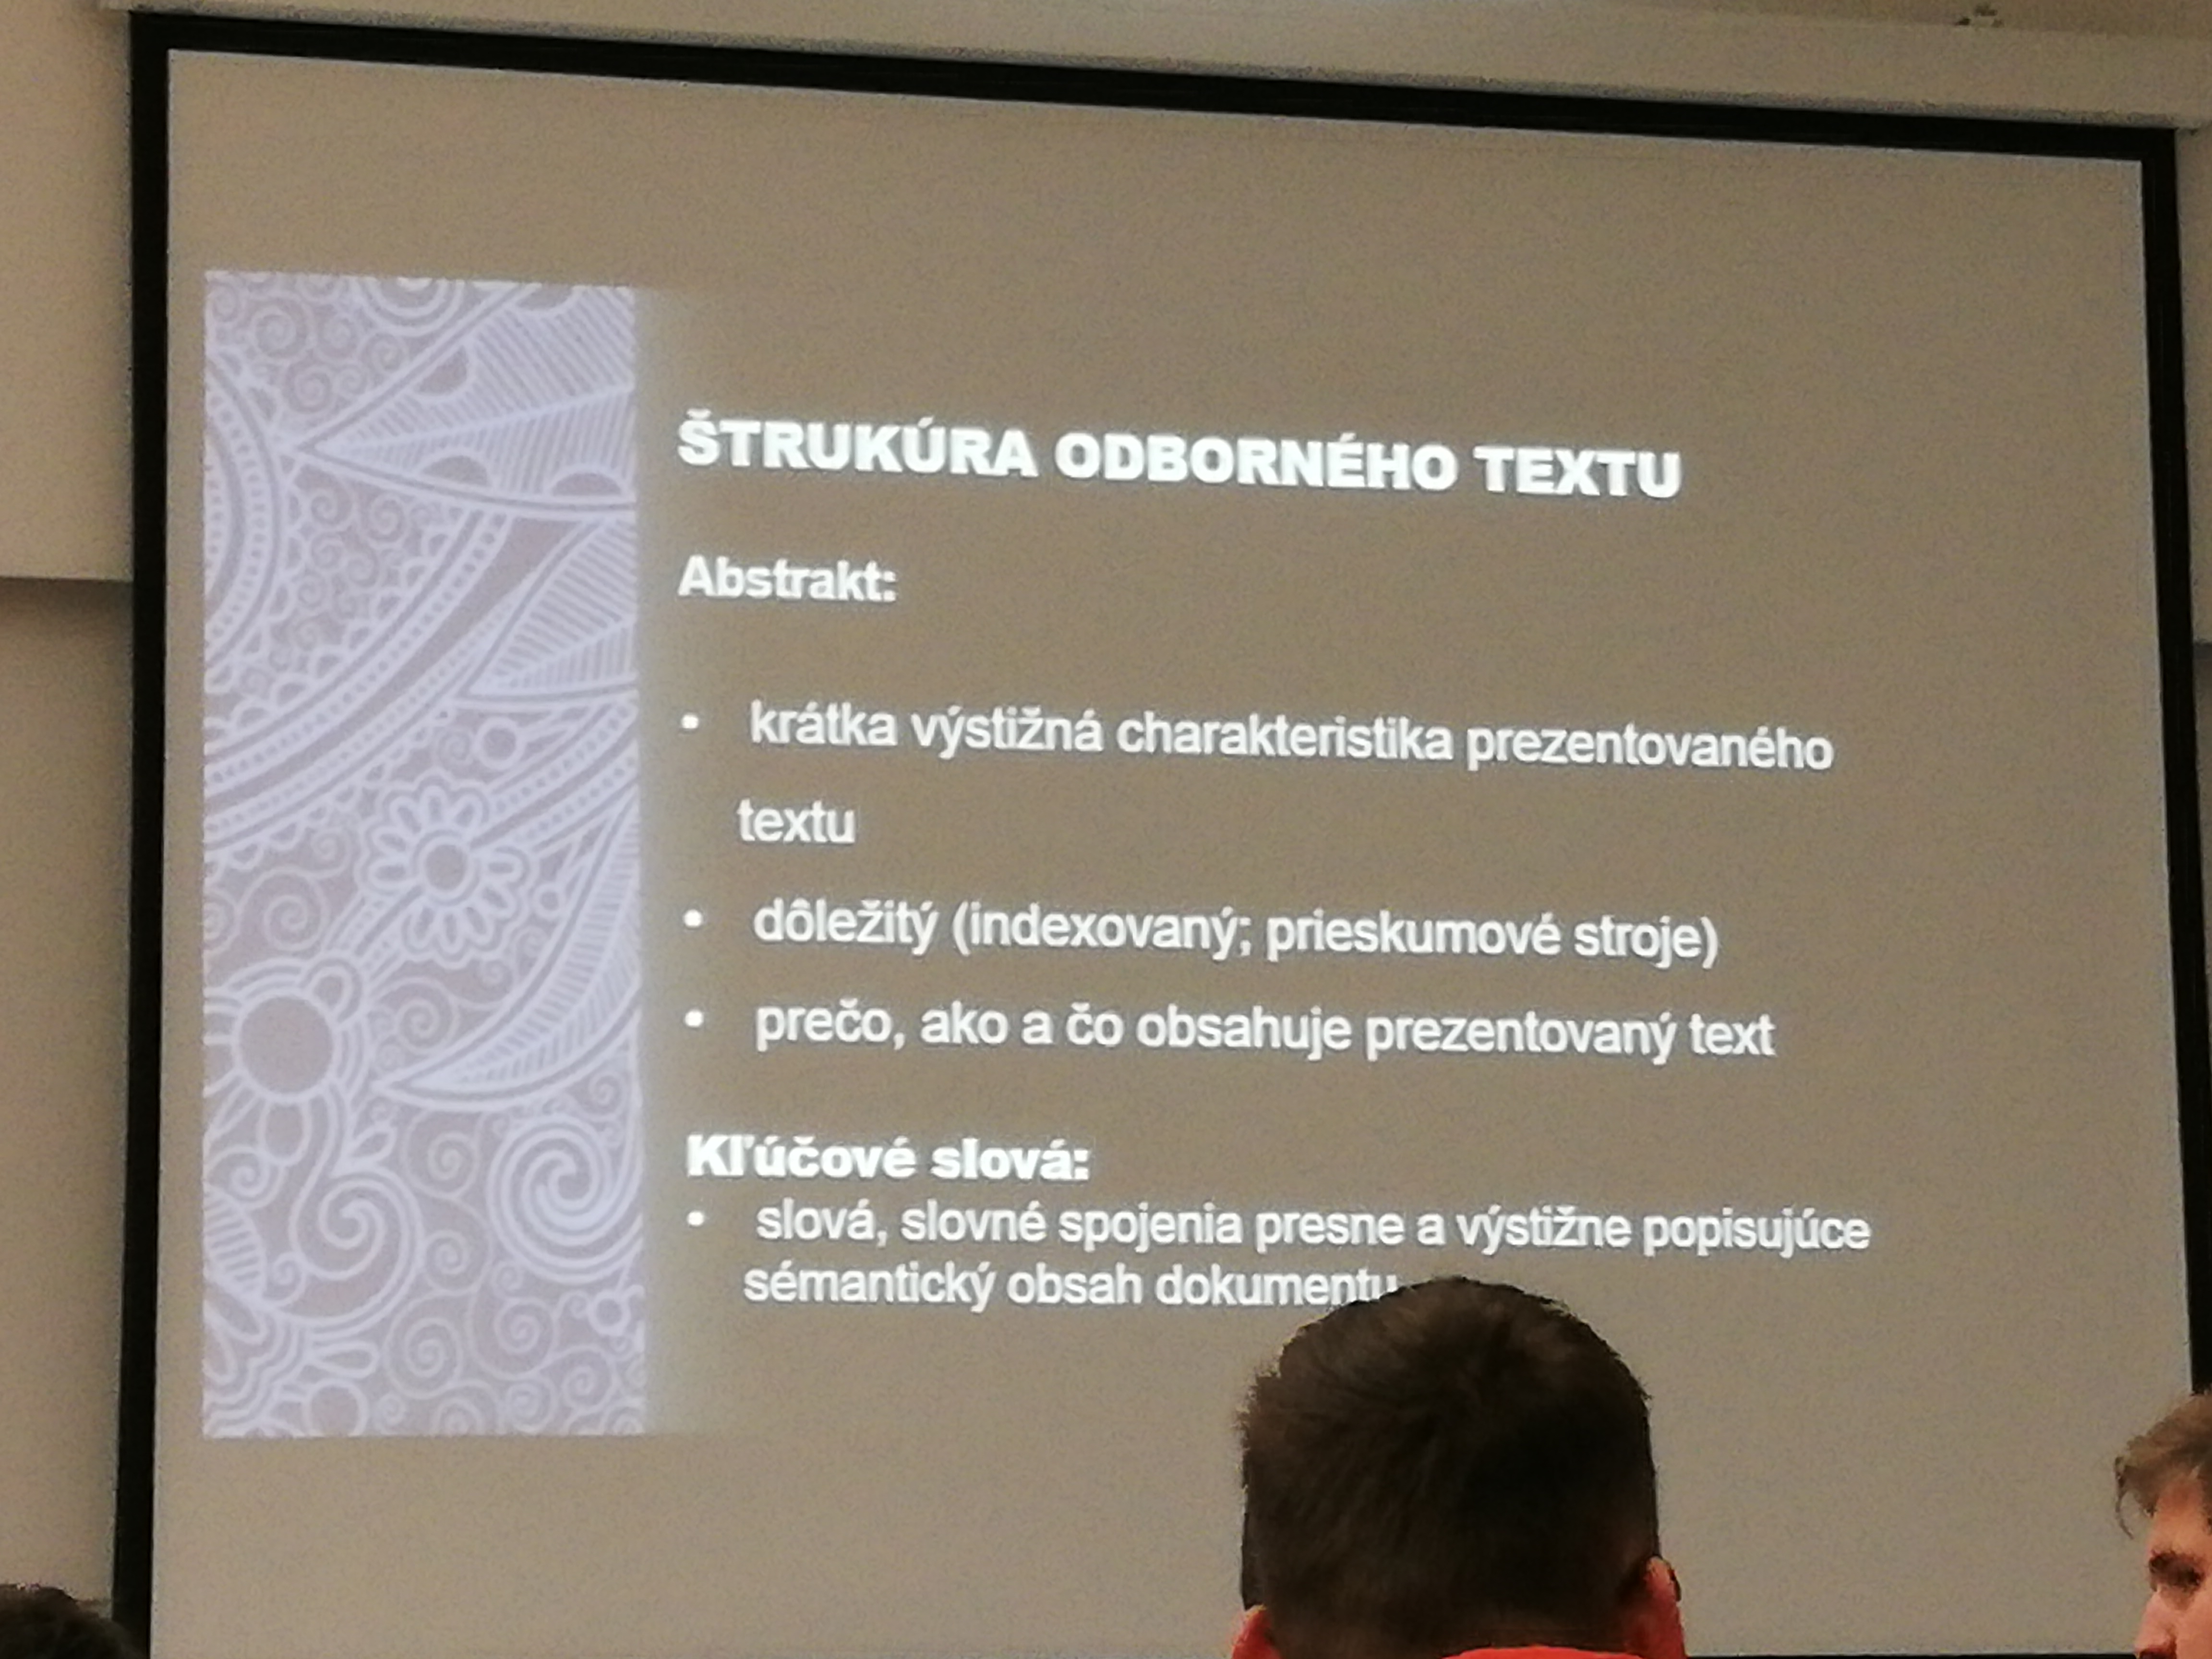 ŠTRUKÚRA ODBORNÉHO TEXTU
Abstrakt:
• krátka výstižná charakteristika prezentovaného
textu
• dôležitý (indexovaný; prieskumové stroje)
• prečo, ako a čo obsahuje prezentovaný text
Kľúčové slová:
• slová, slovné spojenia presne a výstižne popisujúce
sémantický obsah dokumentu